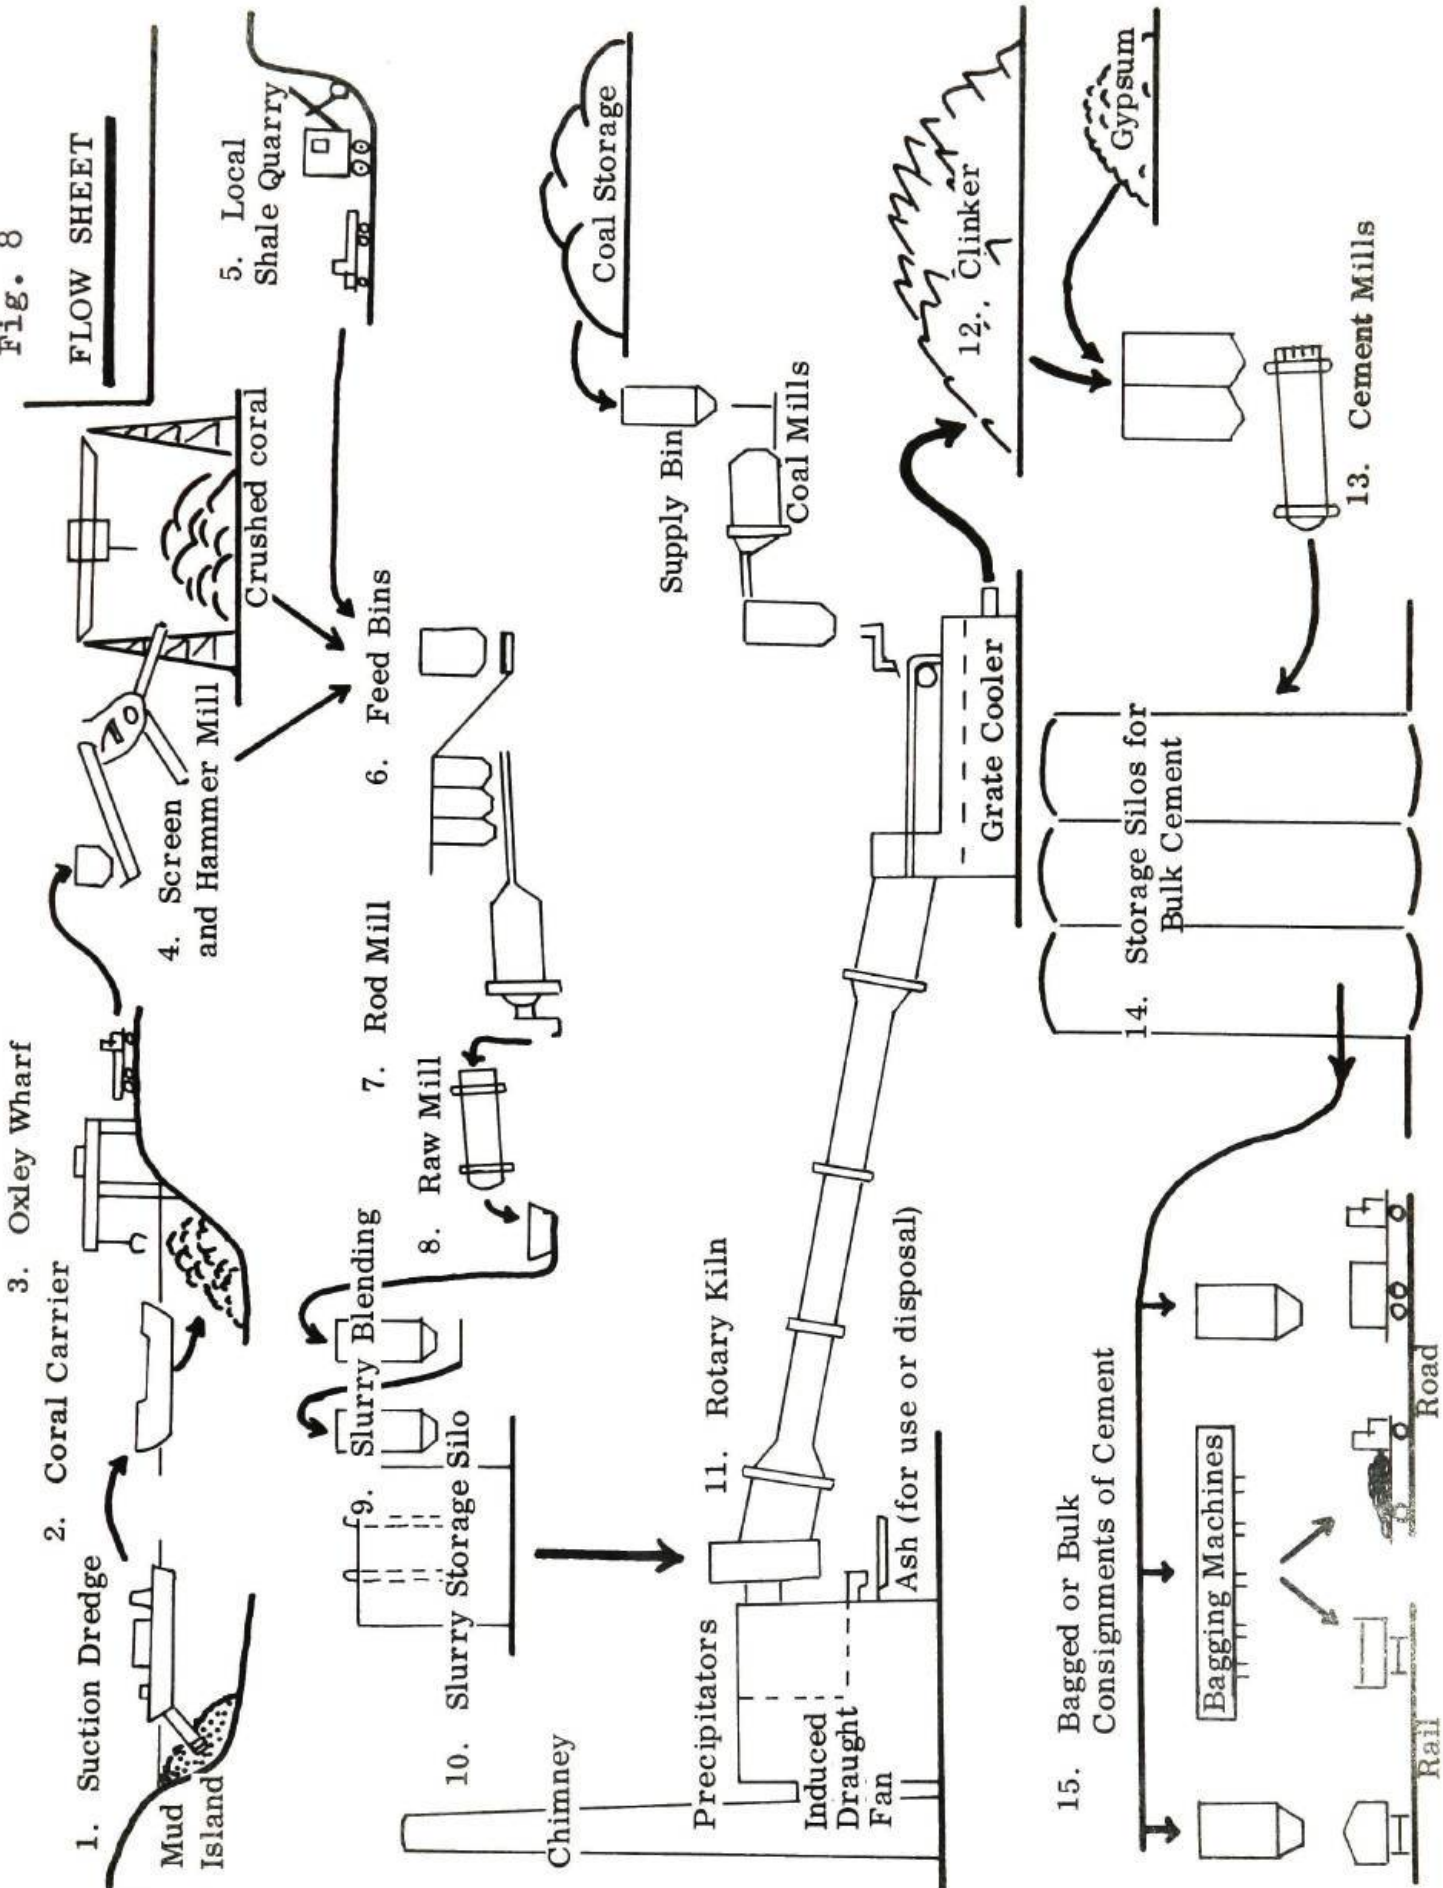 Fig. 8
FLOW SHEET
1. Suction Dredge
Mud
Island
2. Coral Carrier
3. Oxley Wharf
4. Screen
and Hammer Mill
Crushed coral
5. Local
Shale Quarry
6. Feed Bins
7. Rod Mill
8. Raw Mill
9. Slurry Blending
10. Slurry Storage Silo
Chimney
Precipitators
Induced
Draught
Fan
Ash (for use or disposal)
11. Rotary Kiln
Coal Storage
Supply Bin
Coal Mills
Grate Cooler
12. Clinker
Gypsum
13. Cement Mills
14. Storage Silos for
Bulk Cement
15. Bagged or Bulk
Consignments of Cement
Bagging Machines
Rail
Road